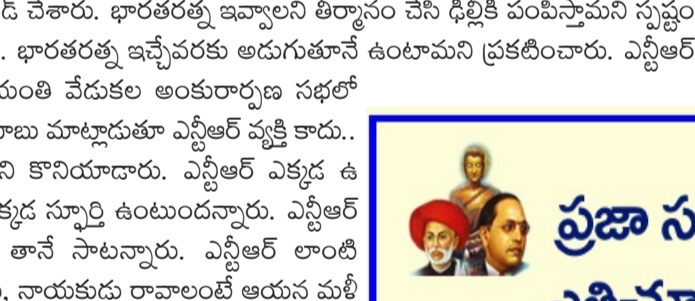 డ్ చేశారు. భారతరత్న ఇవ్వాలని తీర్మానం చేసి ఢిల్లీకి పంపిస్తామని స్పష్టం
. భారతరత్న ఇచ్చేవరకు అడుగుతూనే ఉంటామని ప్రకటించారు. ఎన్టీఆర్
యంతి వేడుకల అంకురార్పణ సభలో
బాబు మాట్లాడుతూ ఎన్టీఆర్ వ్యక్తి కాదు..
ని కొనియాడారు. ఎన్టీఆర్ ఎక్కడ ఉ
క్కడ స్ఫూర్తి ఉంటుందన్నారు. ఎన్టీఆర్
తానే సాటన్నారు. ఎన్టీఆర్ లాంటి
, నాయకుడు రావాలంటే ఆయన మళ్లీ
ప్రజా స